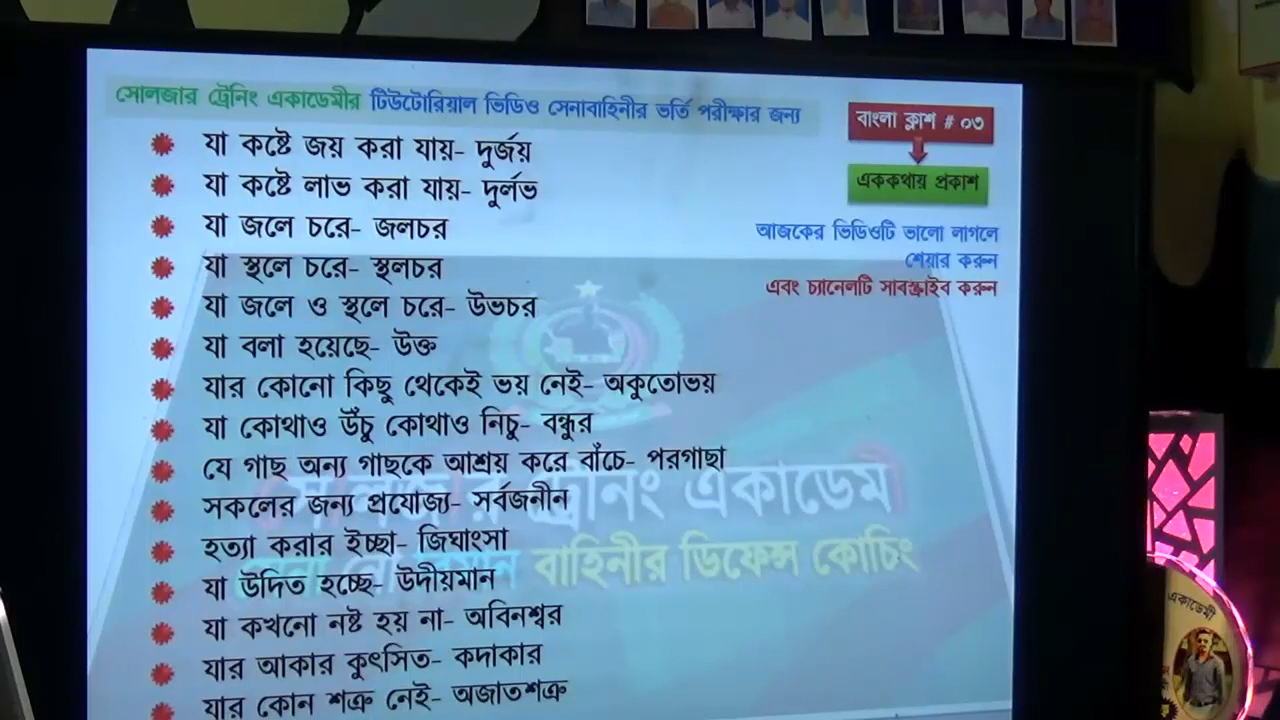 সোলজার ট্রেনিং একাডেমীর টিউটোরিয়াল ভিডিও সেনাবাহিনীর ভর্তি পরীক্ষার জন্য
বাংলা ক্লাশ # ০৩
এককথায় প্রকাশ
যা কষ্টে জয় করা যায়- দুর্জয়
যা কষ্টে লাভ করা যায়- দুর্লভ
যা জলে চরে- জলচর
আজকের ভিডিওটি ভালো লাগলে
শেয়ার করুন
এবং চ্যানেলটি সাবস্ক্রাইব করুন
যা স্থলে চরে- স্থলচর
যা জলে ও স্থলে চরে- উভচর
যা বলা হয়েছে- উক্ত
যার কোনো কিছু থেকেই ভয় নেই- অকুতোভয়
যা কোথাও উঁচু কোথাও নিচু- বন্ধুর
যে গাছ অন্য গাছকে আশ্রয় করে বাঁচে- পরগাছা
সকলের জন্য প্রযোজ্য- সর্বজনীন
হত্যা করার ইচ্ছা- জিঘাংসা
যা উদিত হচ্ছে- উদীয়মান
যা কখনো নষ্ট হয় না- অবিনশ্বর
যার আকার কুৎসিত- কদাকার
যার কোন শত্রু নেই- অজাতশত্রু
একাডেমী
বাহিনীর ডিফেন্স কোচিং
একাডেমী